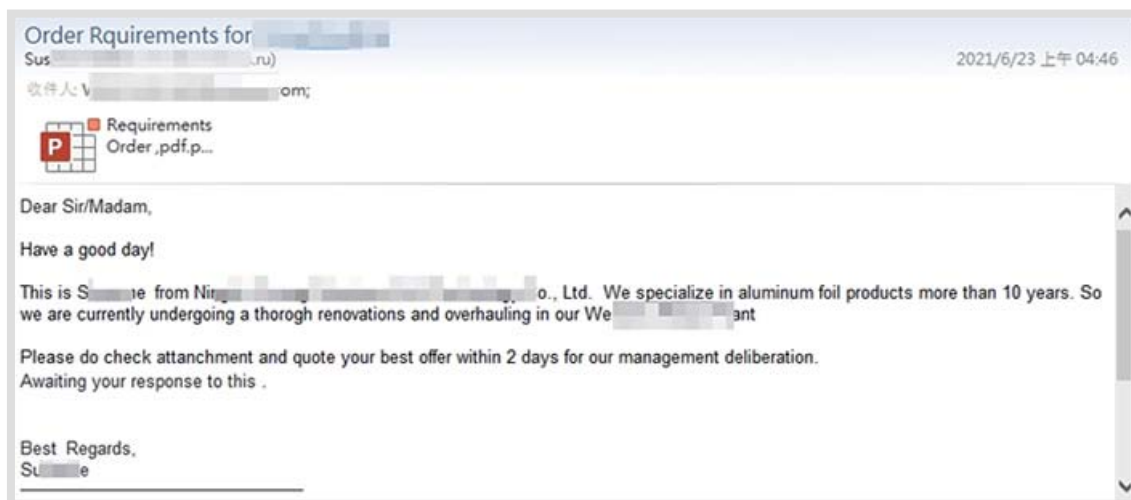 Order Rquirements for
Sus .ru)
2021/6/23 上午 04:46
收件人: V om;
Requirements
Order ,pdf.p...
P
Dear Sir/Madam,
Have a good day!
This is S e from Nin o., Ltd. We specialize in aluminum foil products more than 10 years. So
we are currently undergoing a thorogh renovations and overhauling in our We ant
Please do check attanchment and quote your best offer within 2 days for our management deliberation.
Awaiting your response to this .
Best Regards,
Su e